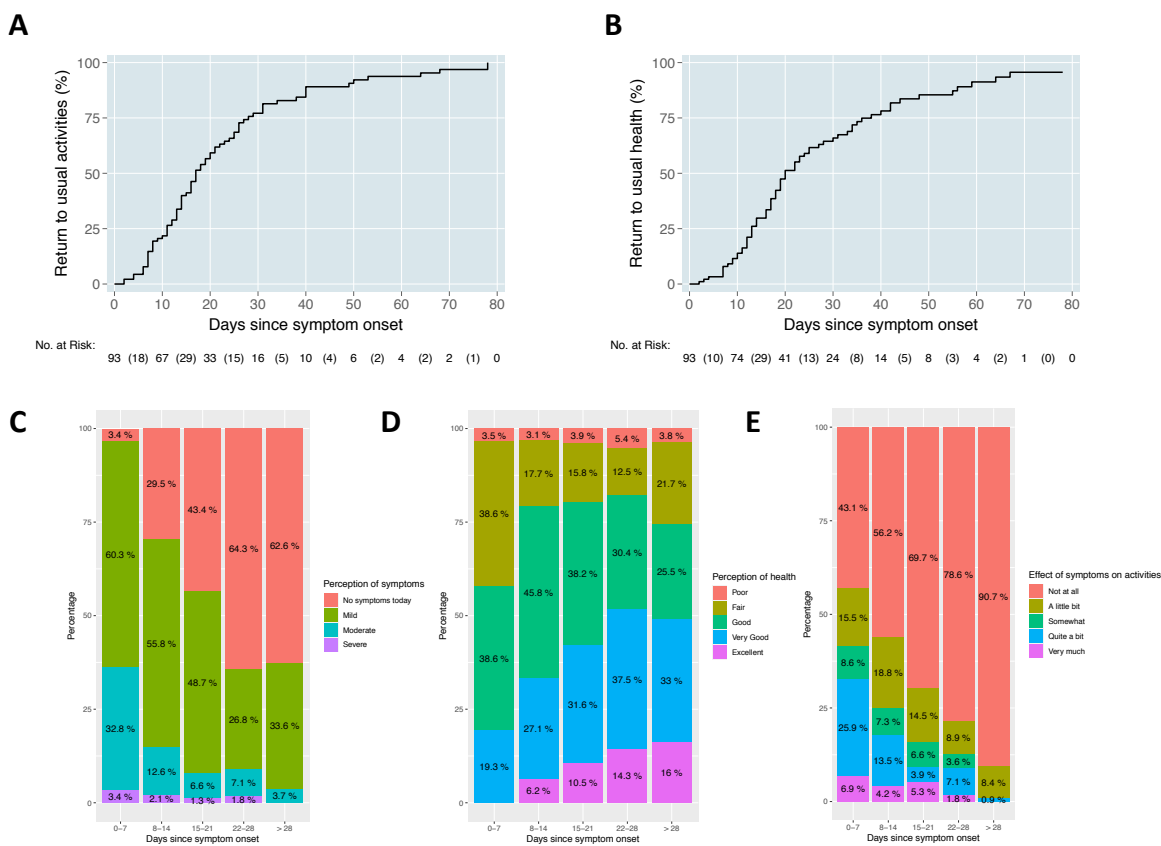 A
Return to usual activities (%)
100
75
50
25
0
0 10 20 30 40 50 60 70 80
Days since symptom onset
No. at Risk:
93 (18) 67 (29) 33 (15) 16 (5) 10 (4) 6 (2) 4 (2) 2 (1) 0
B
Return to usual health (%)
100
75
50
25
0
0 10 20 30 40 50 60 70 80
Days since symptom onset
No. at Risk:
93 (10) 74 (29) 41 (13) 24 (8) 14 (5) 8 (3) 4 (2) 1 (0) 0
C
Percentage
100
75
50
25
0
3.4 %
60.3 %
32.8 %
3.4 %
29.5 %
55.8 %
12.6 %
2.1 %
43.4 %
48.7 %
6.6 %
1.3 %
64.3 %
26.8 %
7.1 %
1.8 %
62.6 %
33.6 %
3.7 %
0−7 8−14 15−21 22−28 > 28
Days since symptom onset
Perception of symptoms
No symptoms today
Mild
Moderate
Severe
D
Percentage
100
75
50
25
0
3.5 %
38.6 %
38.6 %
19.3 %
3.1 %
17.7 %
45.8 %
27.1 %
6.2 %
3.9 %
15.8 %
38.2 %
31.6 %
10.5 %
5.4 %
12.5 %
30.4 %
37.5 %
14.3 %
3.8 %
21.7 %
25.5 %
33 %
16 %
0−7 8−14 15−21 22−28 > 28
Days since symptom onset
Perception of health
Poor
Fair
Good
Very Good
Excellent
E
Percentage
100
75
50
25
0
43.1 %
15.5 %
8.6 %
25.9 %
6.9 %
56.2 %
18.8 %
7.3 %
13.5 %
4.2 %
69.7 %
14.5 %
6.6 %
3.9 %
5.3 %
78.6 %
8.9 %
3.6 %
7.1 %
1.8 %
90.7 %
8.4 %
0.9 %
0−7 8−14 15−21 22−28 > 28
Days since symptom onset
Effect of symptoms on activities
Not at all
A little bit
Somewhat
Quite a bit
Very much